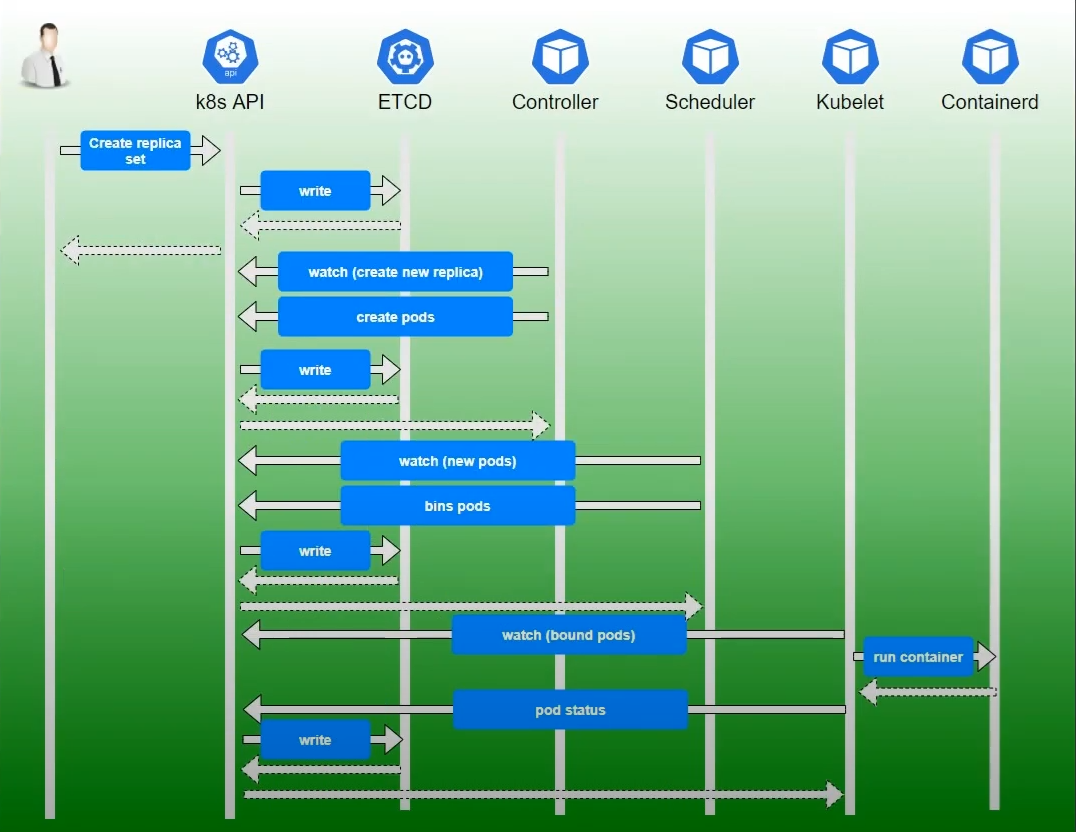 api
k8s API
ETCD
Controller
Scheduler
Kubelet
Containerd
Create replica
set
write
watch (create new replica)
create pods
write
watch (new pods)
bins pods
write
watch (bound pods)
run container
pod status
write